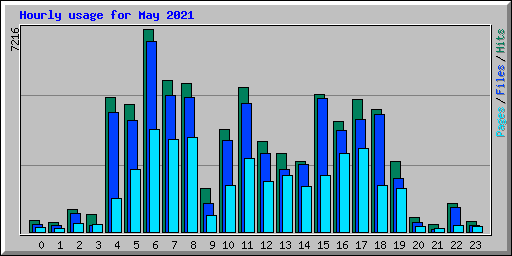 Hourly usage for May 2021
7216
Pages/Files/Hits
0 1 2 3 4 5 6 7 8 9 10 11 12 13 14 15 16 17 18 19 20 21 22 23